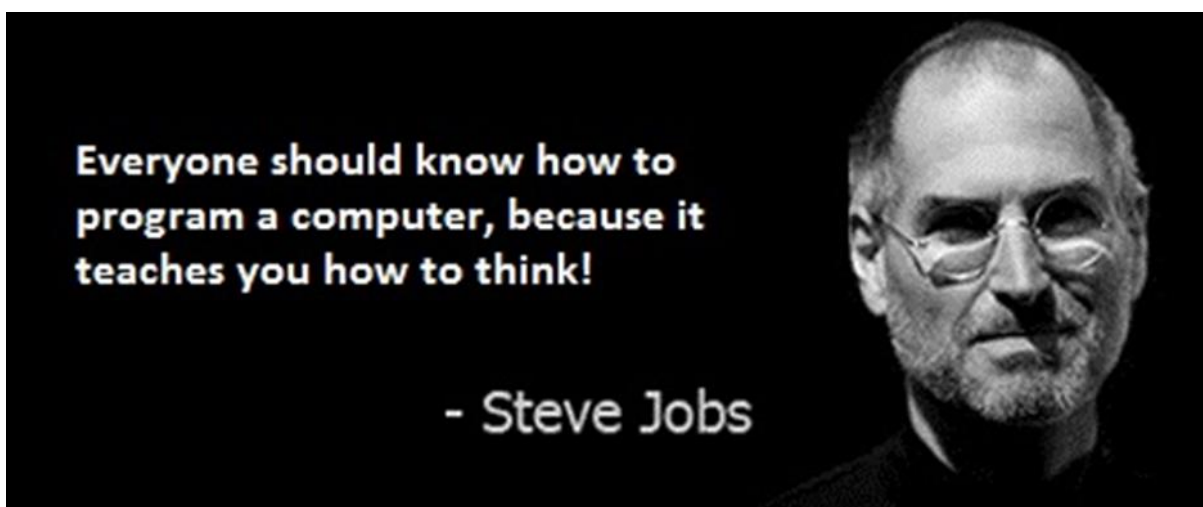 Everyone should know how to
program a computer, because it
teaches you how to think!
- Steve Jobs